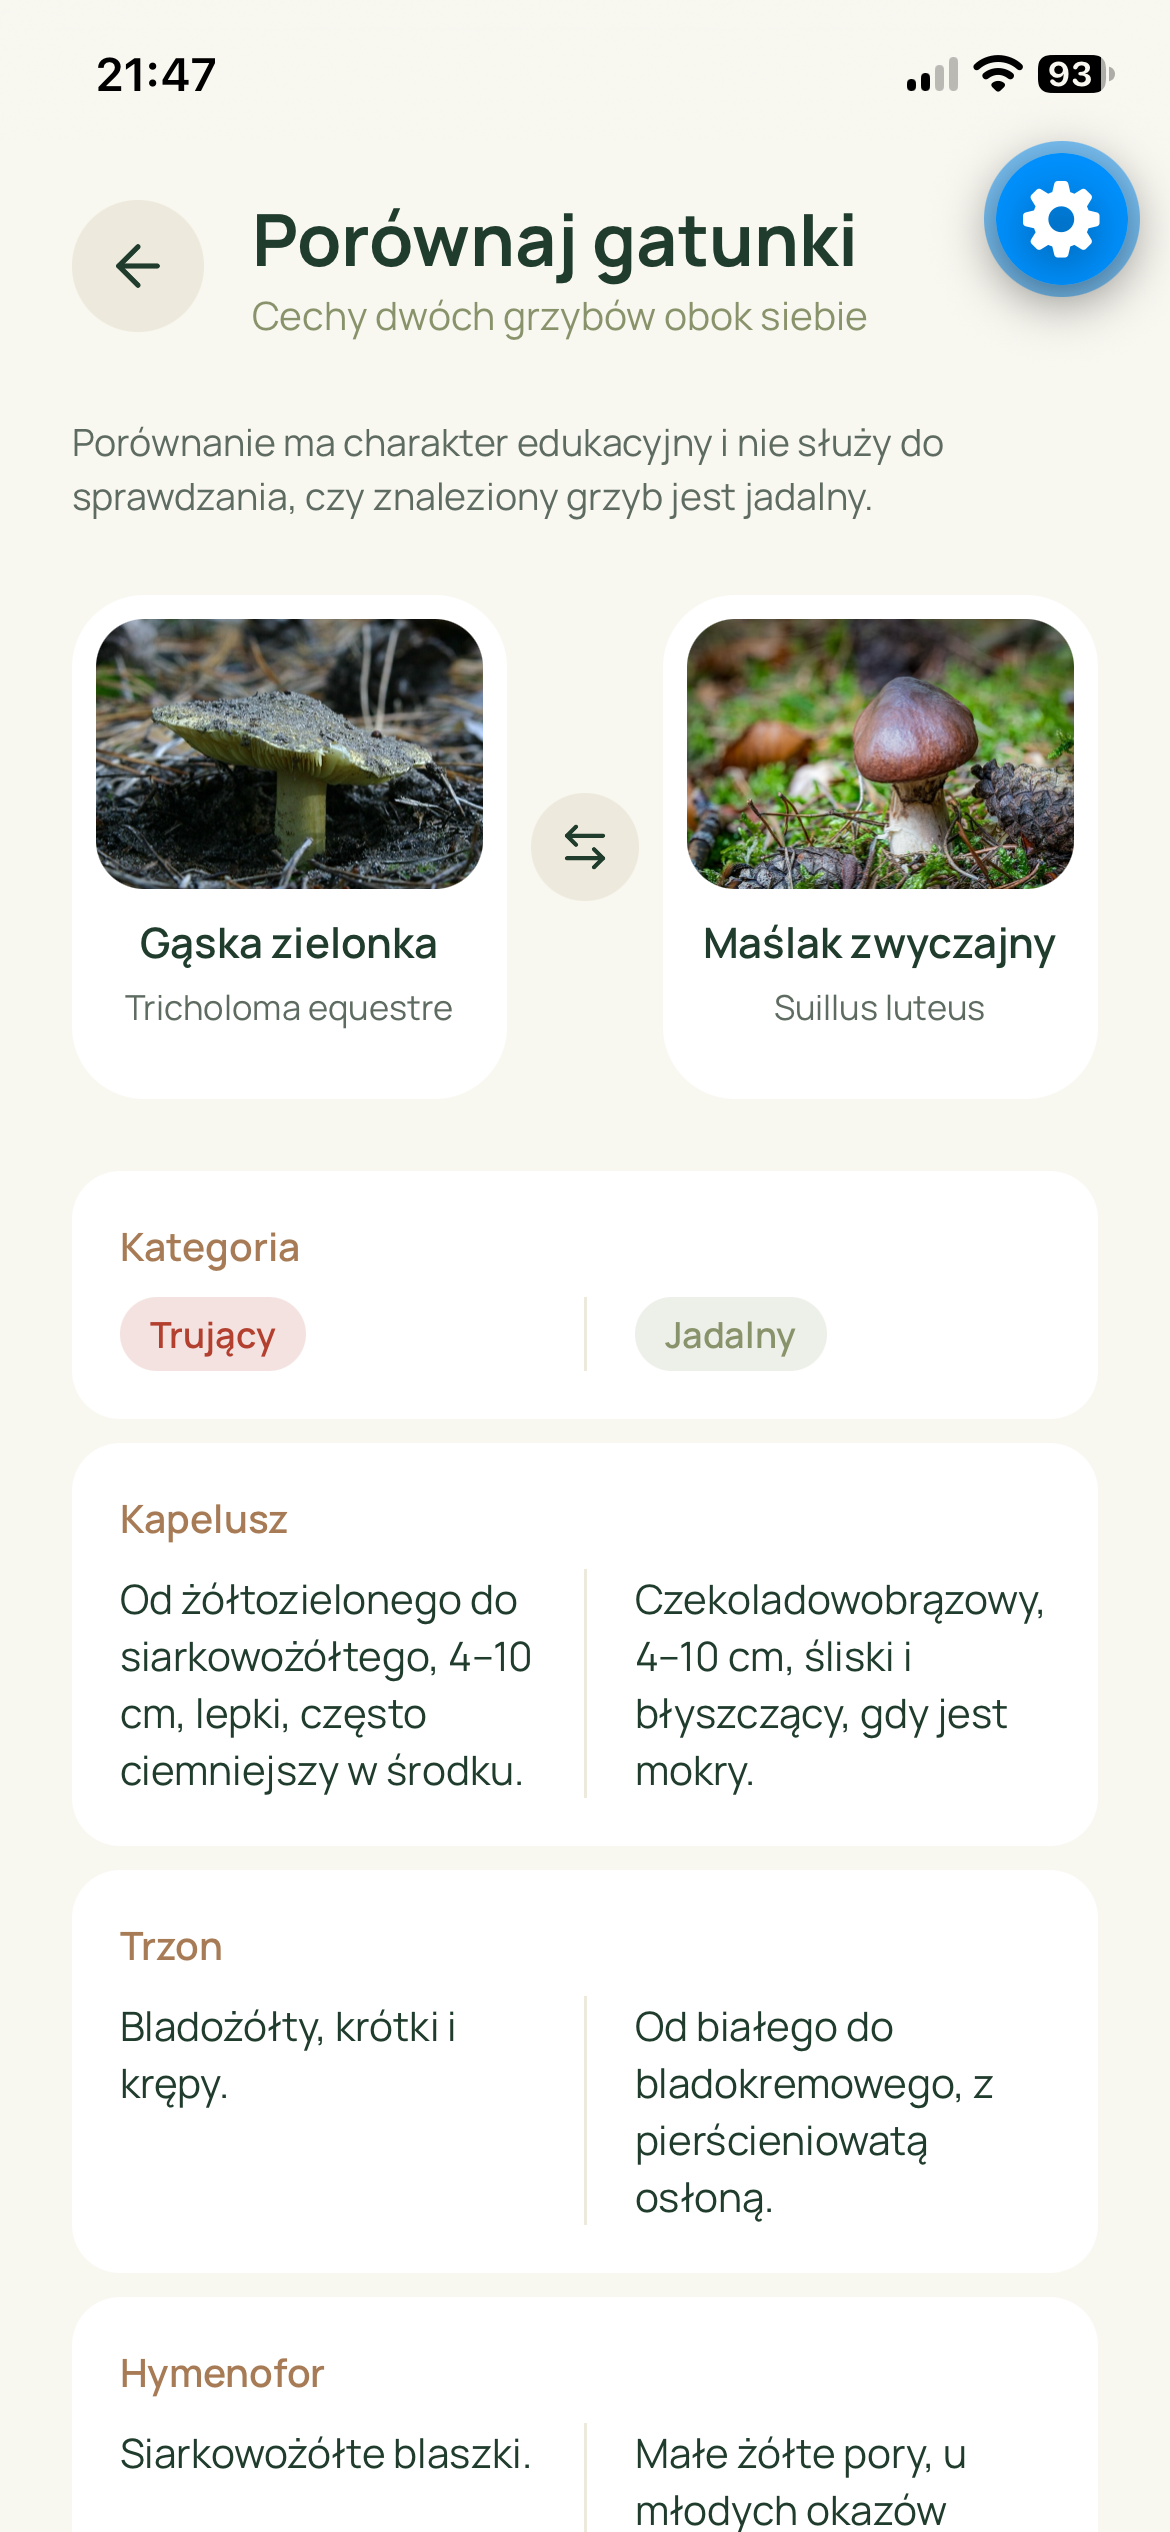 21:47
93
Porównaj gatunki
Cechy dwóch grzybów obok siebie
Porównanie ma charakter edukacyjny i nie służy do
sprawdzania, czy znaleziony grzyb jest jadalny.
Gąska zielonka
Tricholoma equestre
Maślak zwyczajny
Suillus luteus
Kategoria
Trujący
Jadalny
Kapelusz
Od żółtozielonego do
siarkowożółtego, 4–10
cm, lepki, często
ciemniejszy w środku.
Czekoladowobrązowy,
4–10 cm, śliski i
błyszczący, gdy jest
mokry.
Trzon
Bladożółty, krótki i
krępy.
Od białego do
bladokremowego, z
pierścieniowatą
osłoną.
Hymenofor
Siarkowożółte blaszki.
Małe żółte pory, u
młodych okazów